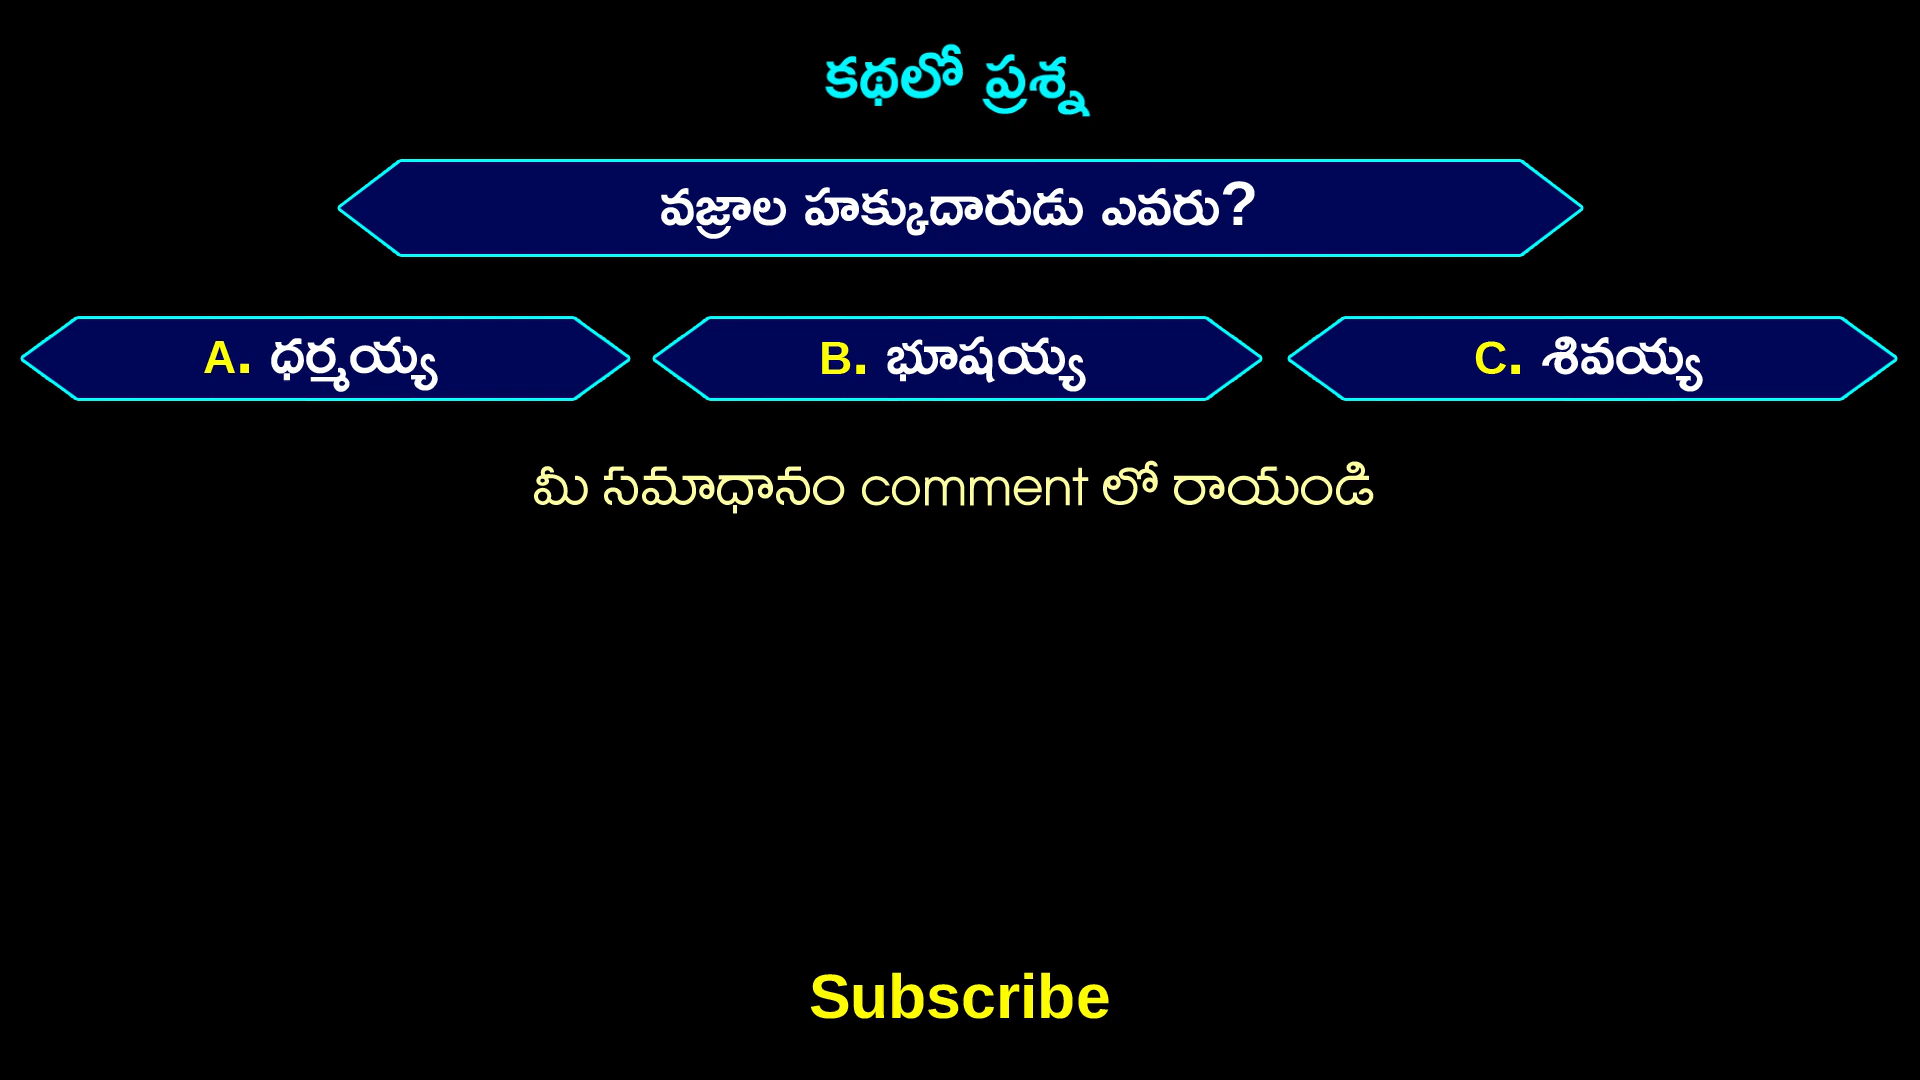 కథలో ప్రశ్న
వజ్రాల హక్కుదారుడు ఎవరు?
A. ధర్మయ్య
B. భూషయ్య
C. శివయ్య
మీ సమాధానం comment లో రాయండి
Subscribe